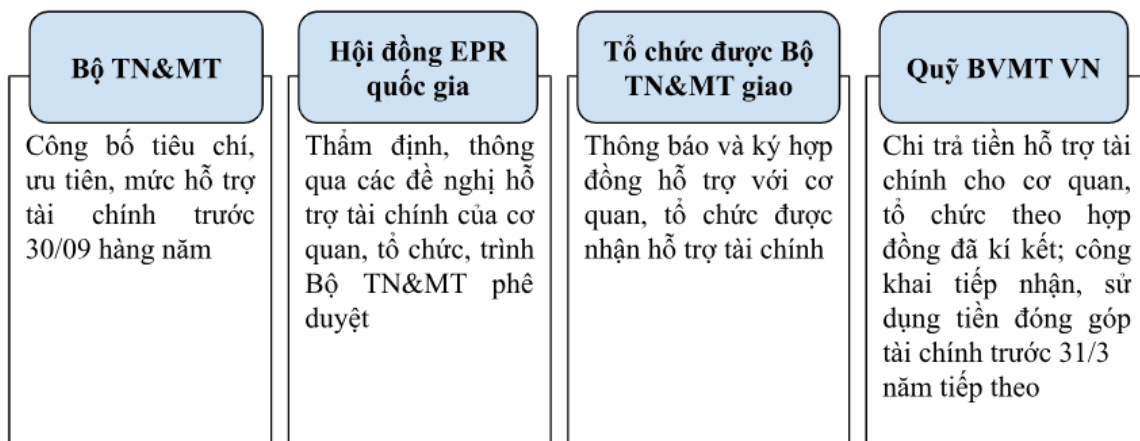 Bộ TN&MT
Công bố tiêu chí,
ưu tiên, mức hỗ trợ
tài chính trước
30/09 hàng năm
Hội đồng EPR
quốc gia
Thẩm định, thông
qua các đề nghị hỗ
trợ tài chính của cơ
quan, tổ chức, trình
Bộ TN&MT phê
duyệt
Tổ chức được Bộ
TN&MT giao
Thông báo và ký hợp
đồng hỗ trợ với cơ
quan, tổ chức được
nhận hỗ trợ tài chính
Quỹ BVMT VN
Chi trả tiền hỗ trợ tài
chính cho cơ quan,
tổ chức theo hợp
đồng đã kí kết; công
khai tiếp nhận, sử
dụng tiền đóng góp
tài chính trước 31/3
năm tiếp theo